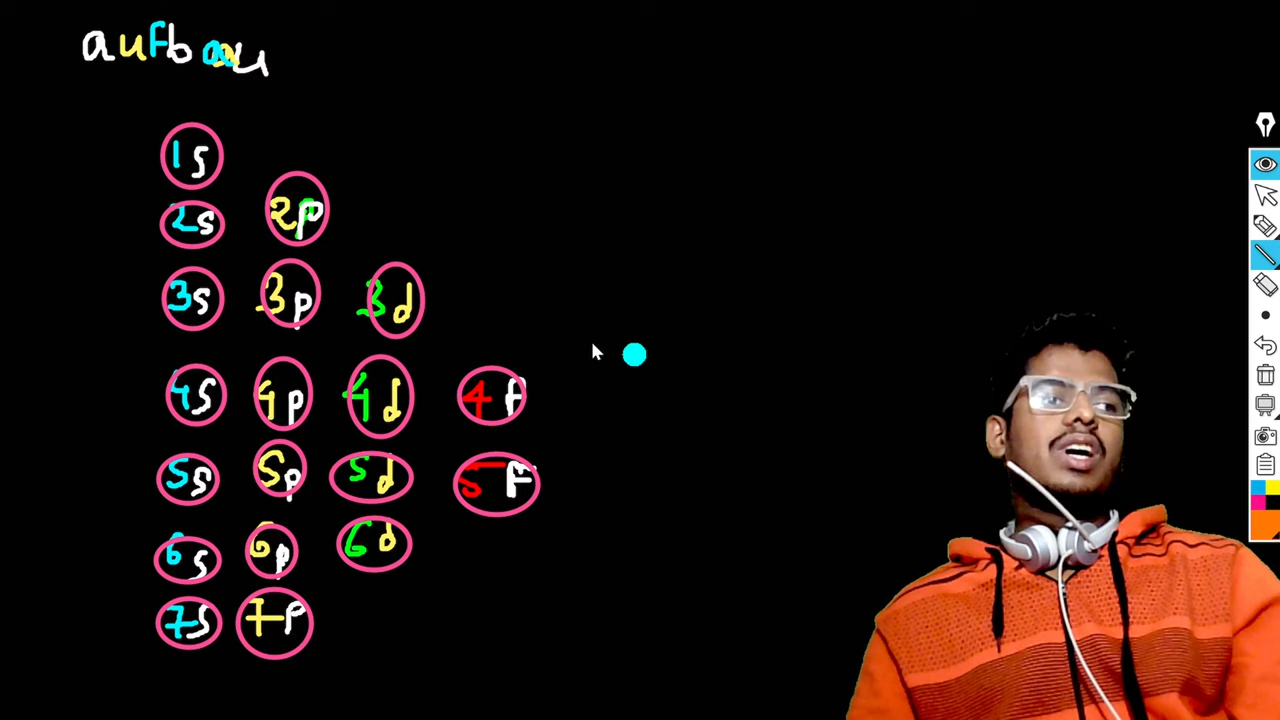 aufbau
1s
2s 2p
3s 3p 3d
4s 4p 4d 4f
5s 5p 5d 5f
6s 6p 6d
7s 7p